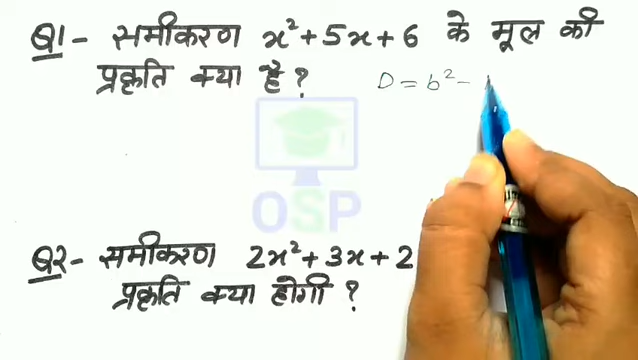 Q1- समीकरण x² + 5x + 6 के मूल की
प्रकृति क्या है?
D = b² -
OSP
Q2- समीकरण 2x² + 3x + 2
प्रकृति क्या होगी ?